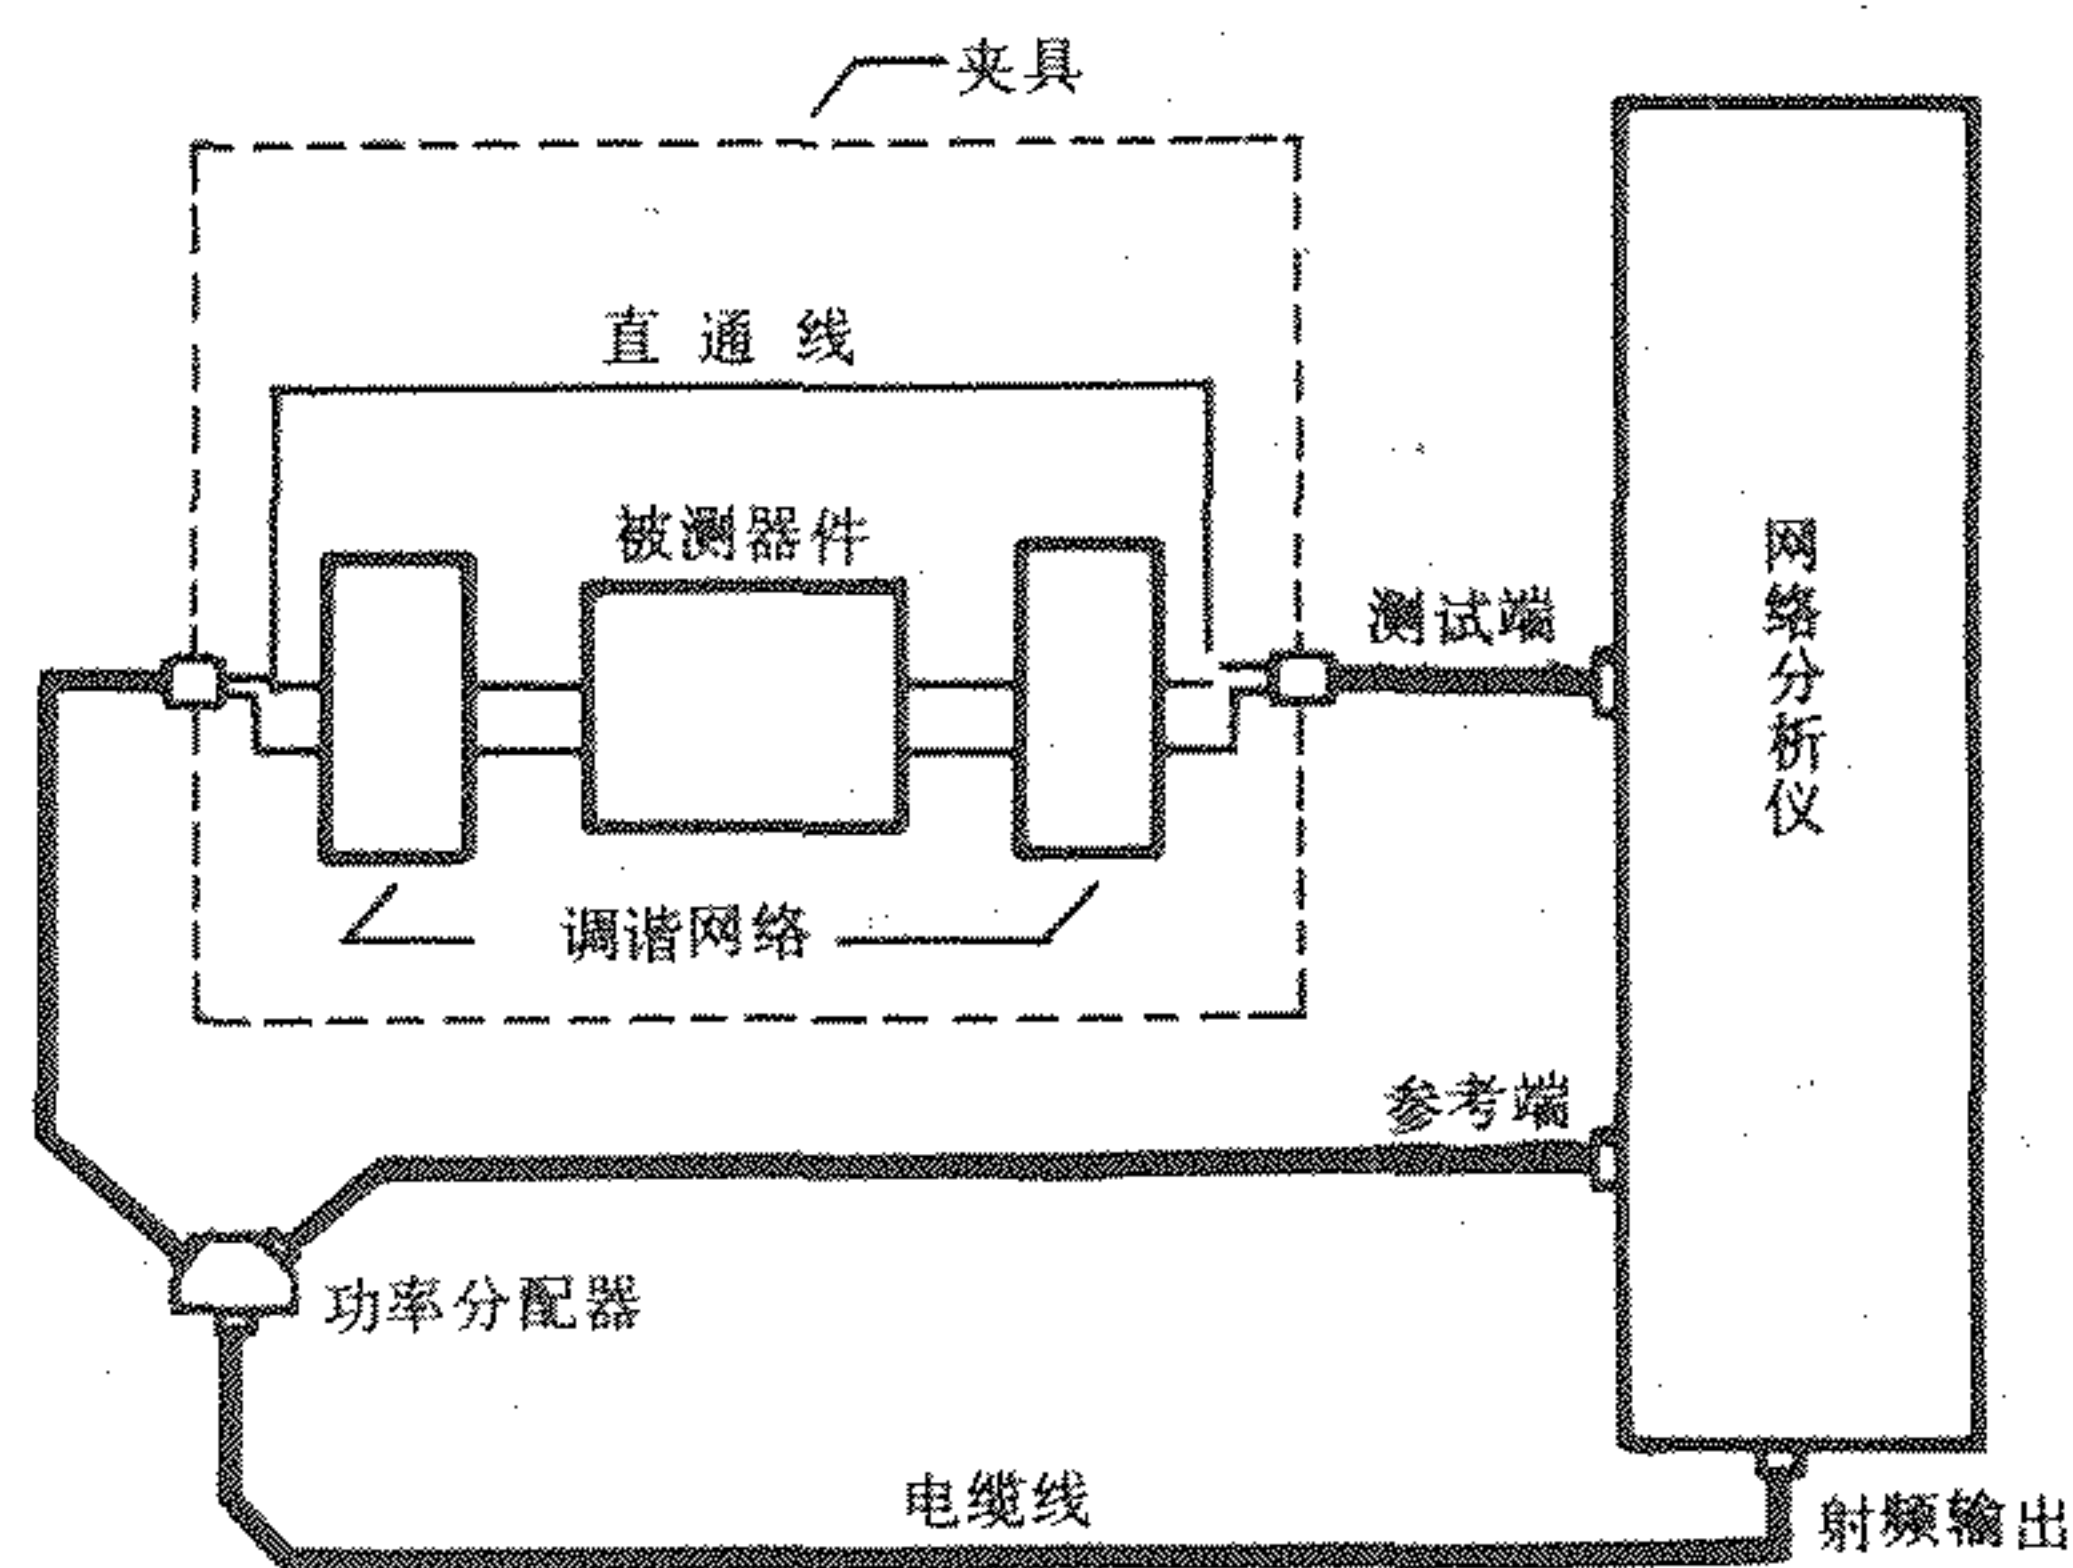 夹具
直通线
被测器件
测试端
网络分析仪
调谐网络
参考端
功率分配器
电缆线
射频输出